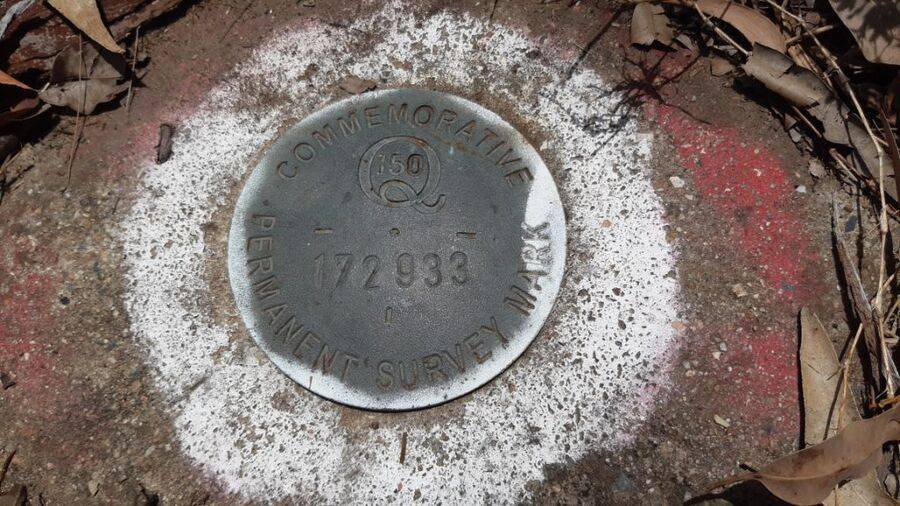 COMMEMORATIVE
Q
150
172933
PERMANENT SURVEY MARK